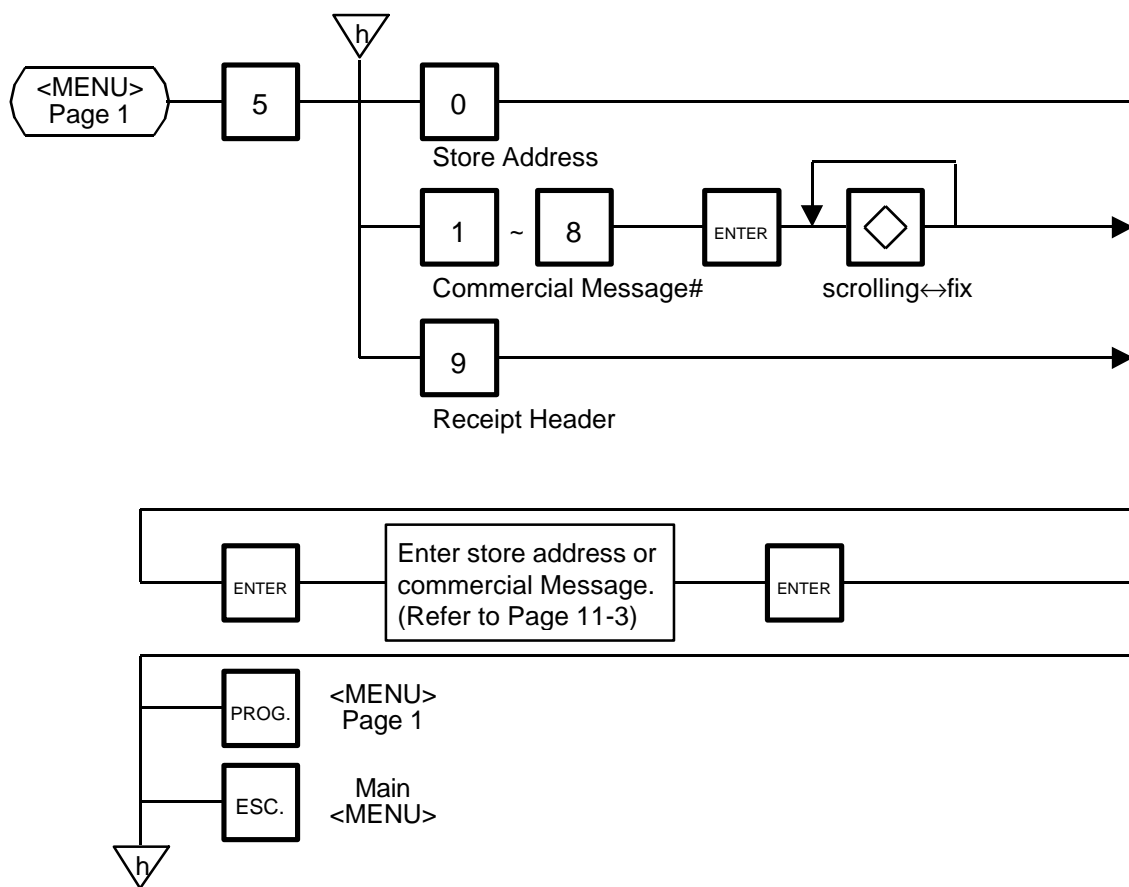 h
<MENU>
Page 1
5
0
Store Address
1 ~ 8 ENTER
Commercial Message# scrolling↔fix
9
Receipt Header
ENTER
Enter store address or
commercial Message.
(Refer to Page 11-3)
ENTER
PROG.
<MENU>
Page 1
ESC.
Main
<MENU>
h